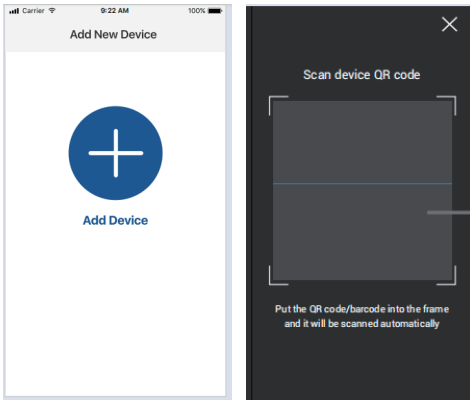 Carrier 9:22 AM 100%
Add New Device
Add Device
Scan device QR code
Put the QR code/barcode into the frame
and it will be scanned automatically